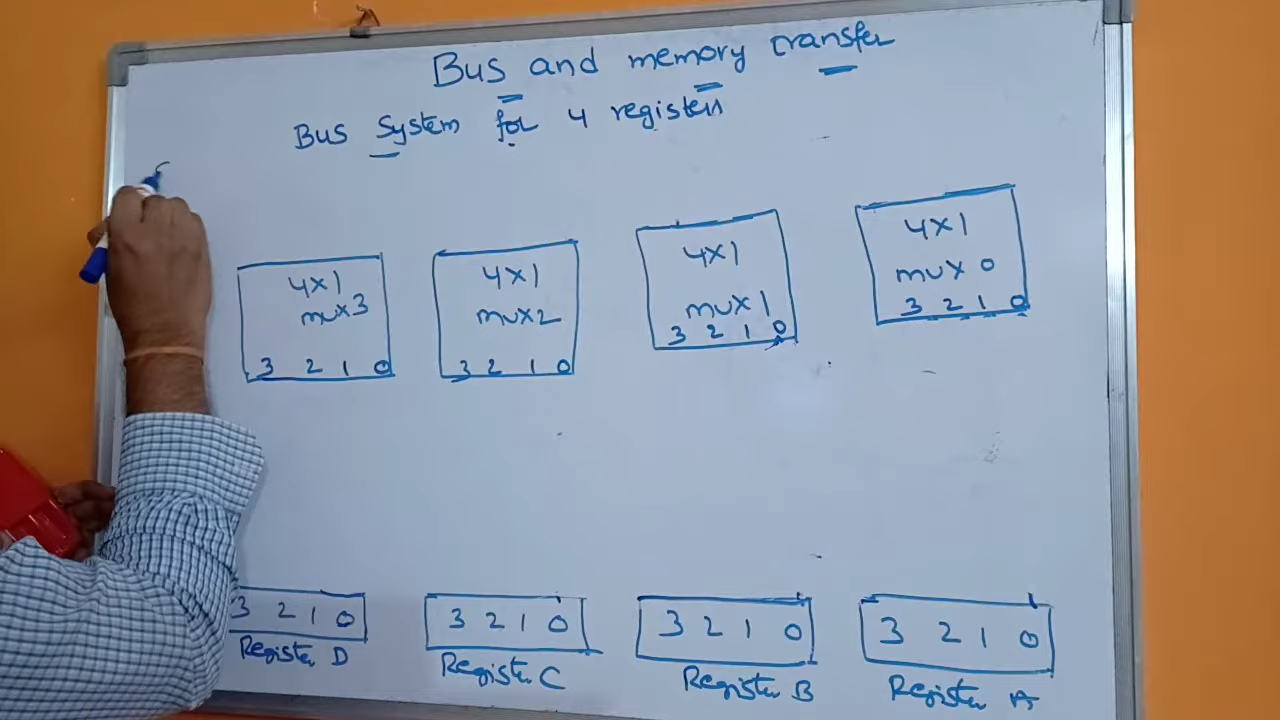 Bus and memory transfer
Bus System for 4 registers
4x1
mux3
3 2 1 0
4x1
mux2
3 2 1 0
4x1
mux1
3 2 1 0
4x1
mux 0
3 2 1 0
3 2 1 0
Register D
3 2 1 0
Register C
3 2 1 0
Register B
3 2 1 0
Register A